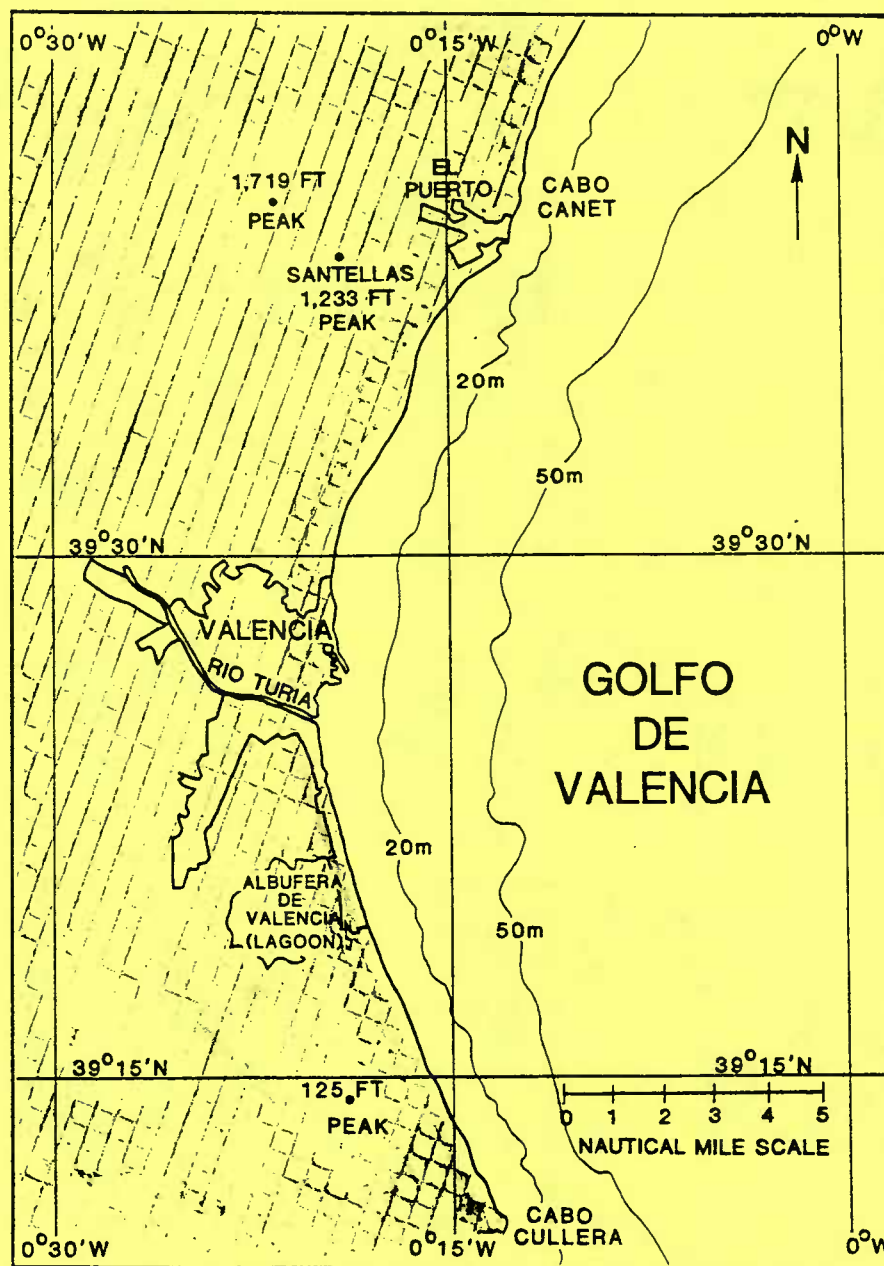 0°30'W
0°15'W
0°W
N
1,719 FT
PEAK
EL
PUERTO
CABO
CANET
SANTELLAS
1,233 FT
PEAK
20m
50m
39°30'N
39°30'N
VALENCIA
RIO TURIA
GOLFO
DE
VALENCIA
20m
ALBUFERA
DE
VALENCIA
(LAGOON)
50m
39°15'N
39°15'N
125 FT
PEAK
0 1 2 3 4 5
NAUTICAL MILE SCALE
CABO
CULLERA
0°30'W
0°15'W
0°W